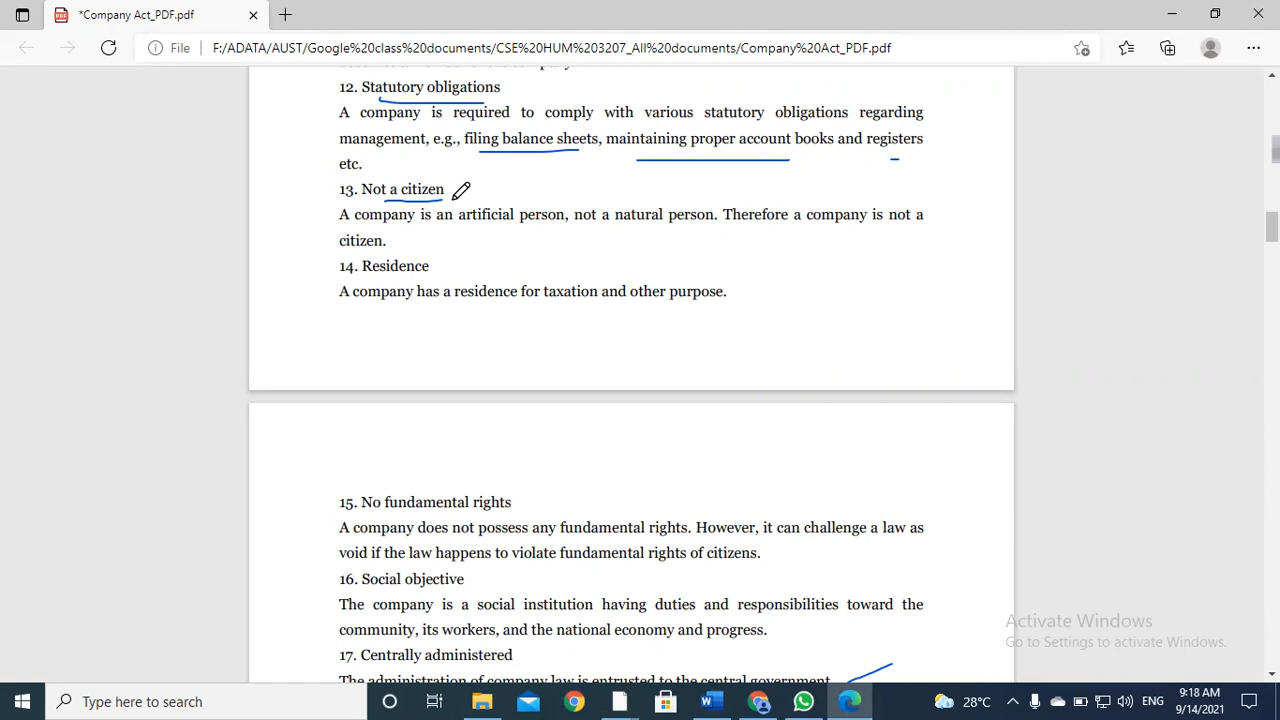 *Company Act_PDF.pdf
File
F:/ADATA/AUST/Google%20class%20documents/CSE%20HUM%203207_All%20documents/Company%20Act_PDF.pdf
12. Statutory obligations
A company is required to comply with various statutory obligations regarding
management, e.g., filing balance sheets, maintaining proper account books and registers
etc.
13. Not a citizen
A company is an artificial person, not a natural person. Therefore a company is not a
citizen.
14. Residence
A company has a residence for taxation and other purpose.
15. No fundamental rights
A company does not possess any fundamental rights. However, it can challenge a law as
void if the law happens to violate fundamental rights of citizens.
16. Social objective
The company is a social institution having duties and responsibilities toward the
community, its workers, and the national economy and progress.
17. Centrally administered
The administration of company law is entrusted to the central government.
Activate Windows
Go to Settings to activate Windows.
Type here to search
28°C
ENG
9:18 AM
9/14/2021